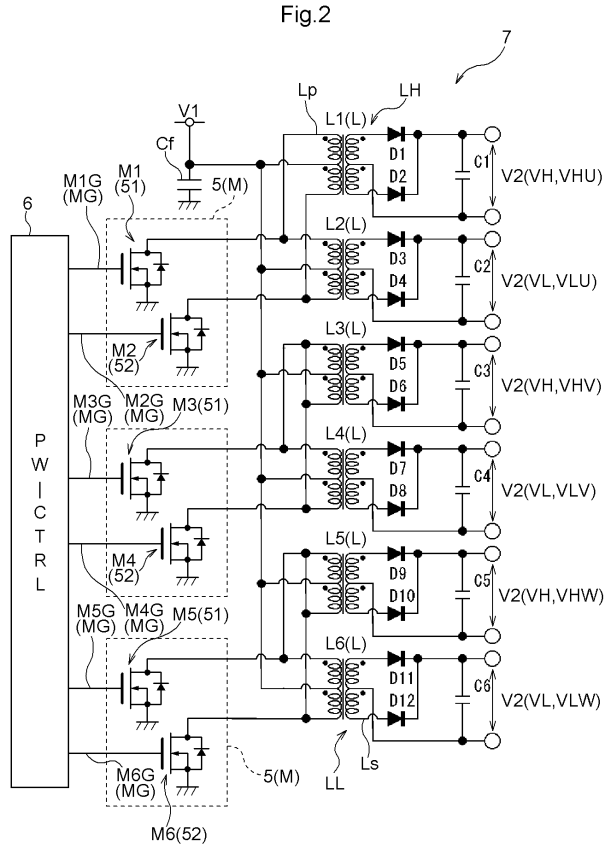 Fig.2
7
V1
Lp
LH
Cf
L1(L)
D1
D2
C1
V2(VH,VHU)
6
M1G
(MG)
M1
(51)
5(M)
L2(L)
D3
D4
C2
V2(VL,VLU)
M2
(52)
M2G
(MG)
L3(L)
D5
D6
C3
V2(VH,VHV)
M3G
(MG)
M3(51)
L4(L)
D7
D8
C4
V2(VL,VLV)
PWICTRL
M4
(52)
M4G
(MG)
L5(L)
D9
D10
C5
V2(VH,VHW)
M5G
(MG)
M5(51)
L6(L)
D11
D12
C6
V2(VL,VLW)
M6G
(MG)
M6(52)
5(M)
LL
Ls